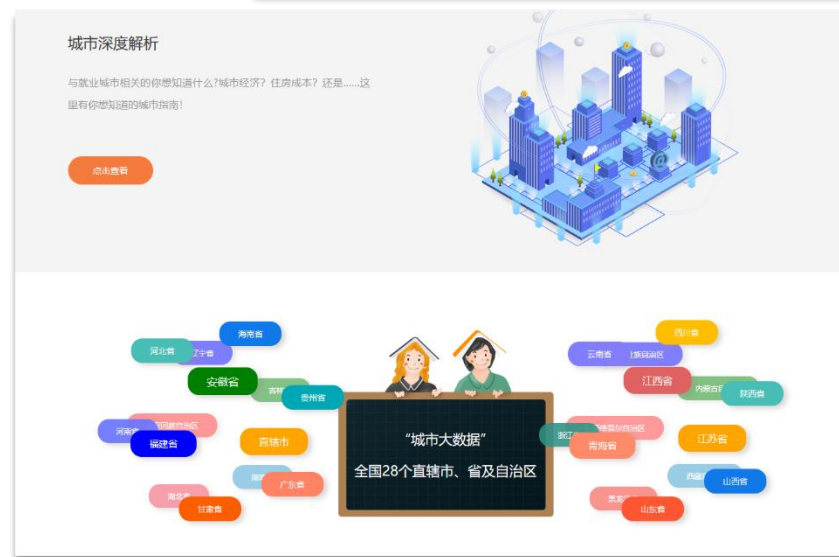 城市深度解析
与就业城市相关的你想知道什么?城市经济？住房成本？还是……这
里有你想知道的城市指南!
点击查看
海南省
四川省
河北省
辽宁省
云南省
安徽省
江西省
贵州省
陕西省
“城市大数据”
福建省
直辖市
青海省
江苏省
全国28个直辖市、省及自治区
广东省
山西省
甘肃省
山东省